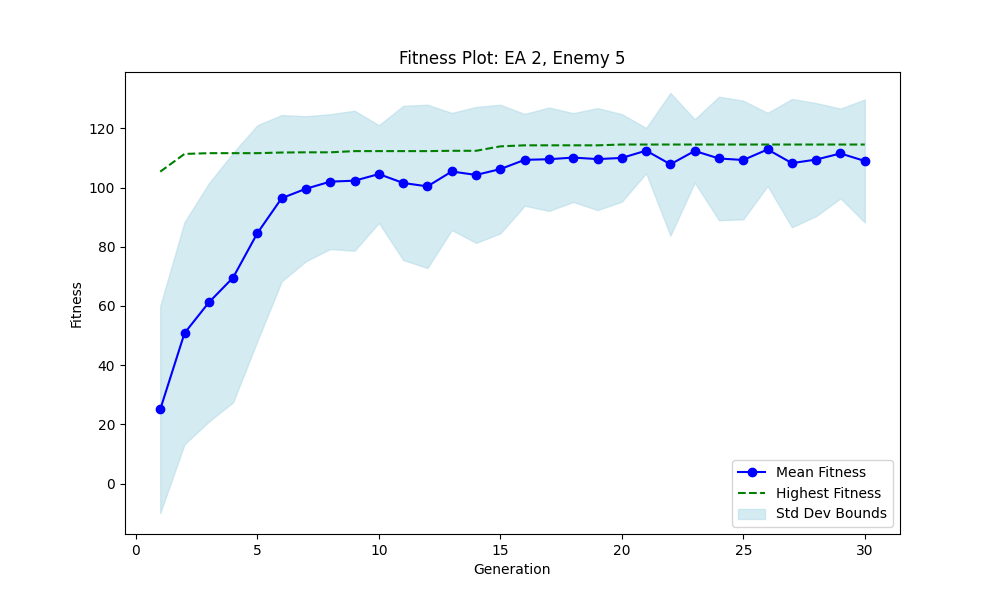 Fitness Plot: EA 2, Enemy 5
Fitness
120
100
80
60
40
20
0
Mean Fitness
Highest Fitness
Std Dev Bounds
0 5 10 15 20 25 30
Generation